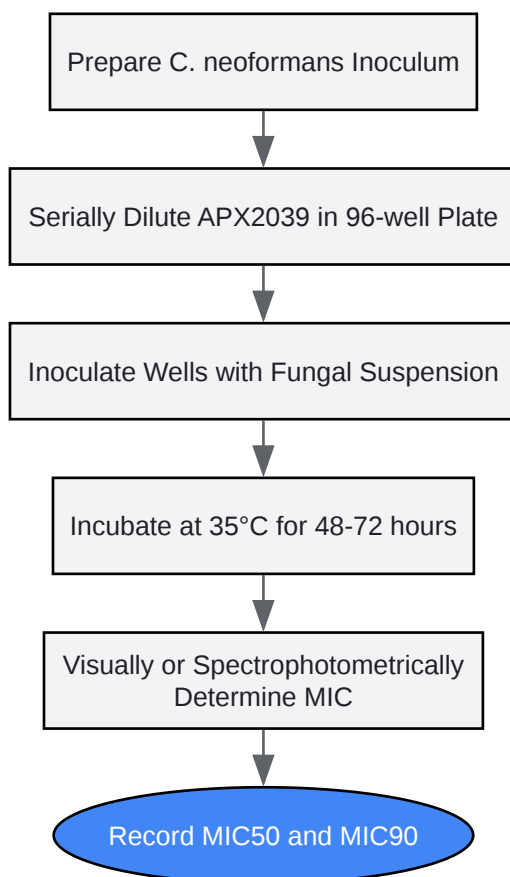 Prepare C. neoformans Inoculum
Serially Dilute APX2039 in 96-well Plate
Inoculate Wells with Fungal Suspension
Incubate at 35°C for 48-72 hours
Visually or Spectrophotometrically
Determine MIC
Record MIC50 and MIC90